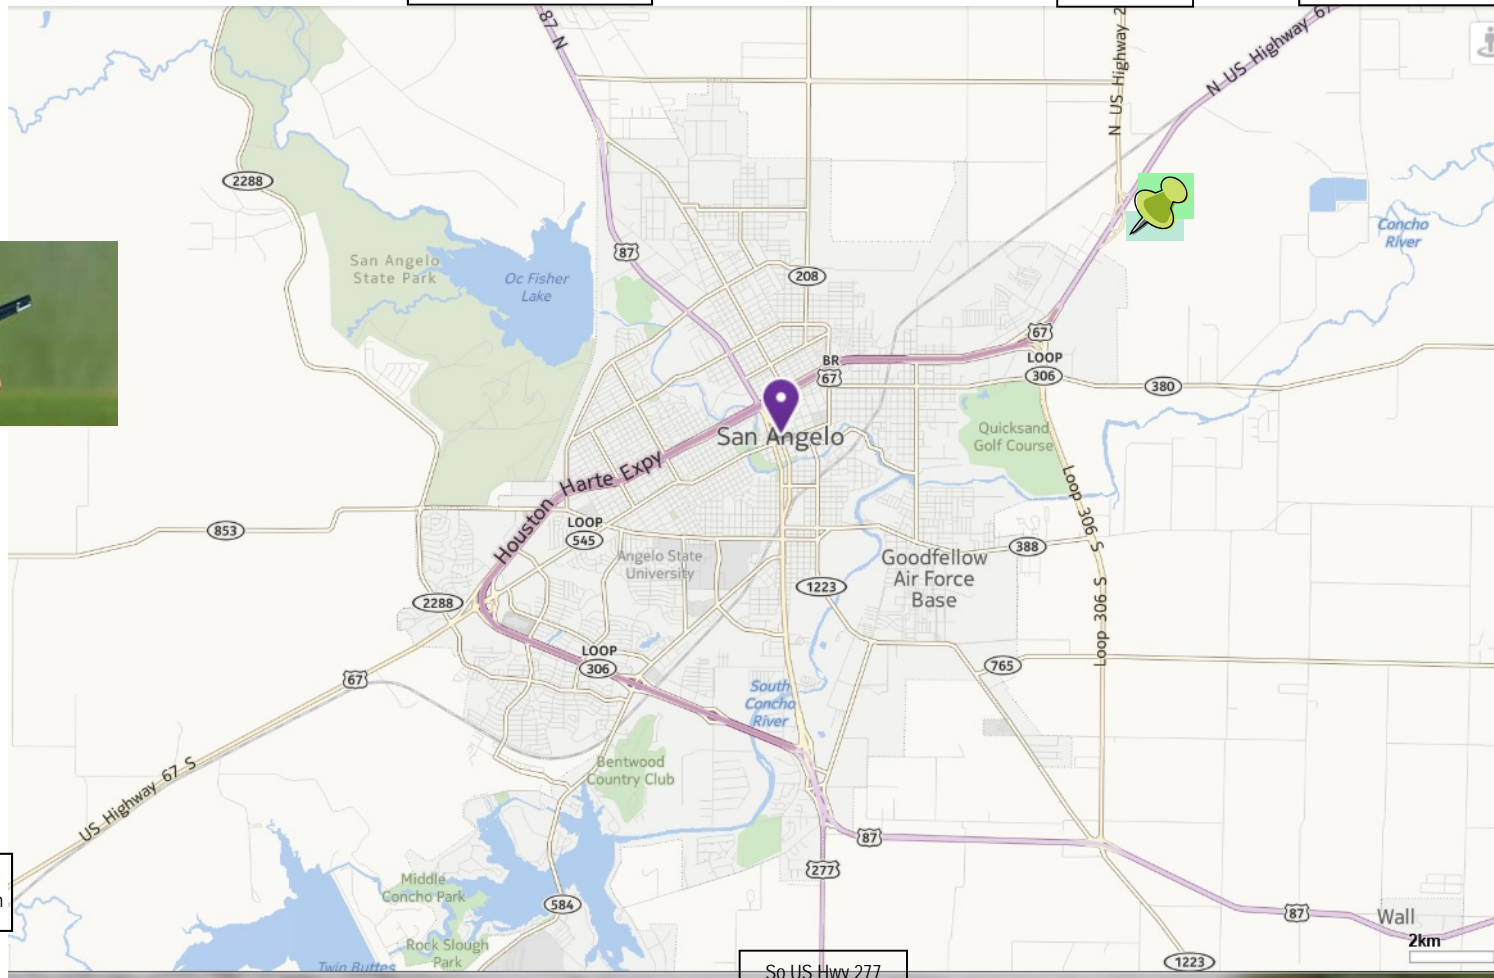 87 N
N US Highway 2
N US Highway 67
2288
San Angelo
State Park
Oc Fisher
Lake
87
208
Concho
River
67
LOOP
306
BR
67
380
San Angelo
Quicksand
Golf Course
Houston Harte Expy
Loop 306 S
853
LOOP
545
Angelo State
University
Goodfellow
Air Force
Base
388
2288
1223
Loop 306 S
LOOP
306
765
67
South
Concho
River
US Highway 67 S
Bentwood
Country Club
87
277
Middle
Concho Park
584
87
Wall
2km
Rock Slough
Park
Twin Buttes
So US Hwy 277
1223